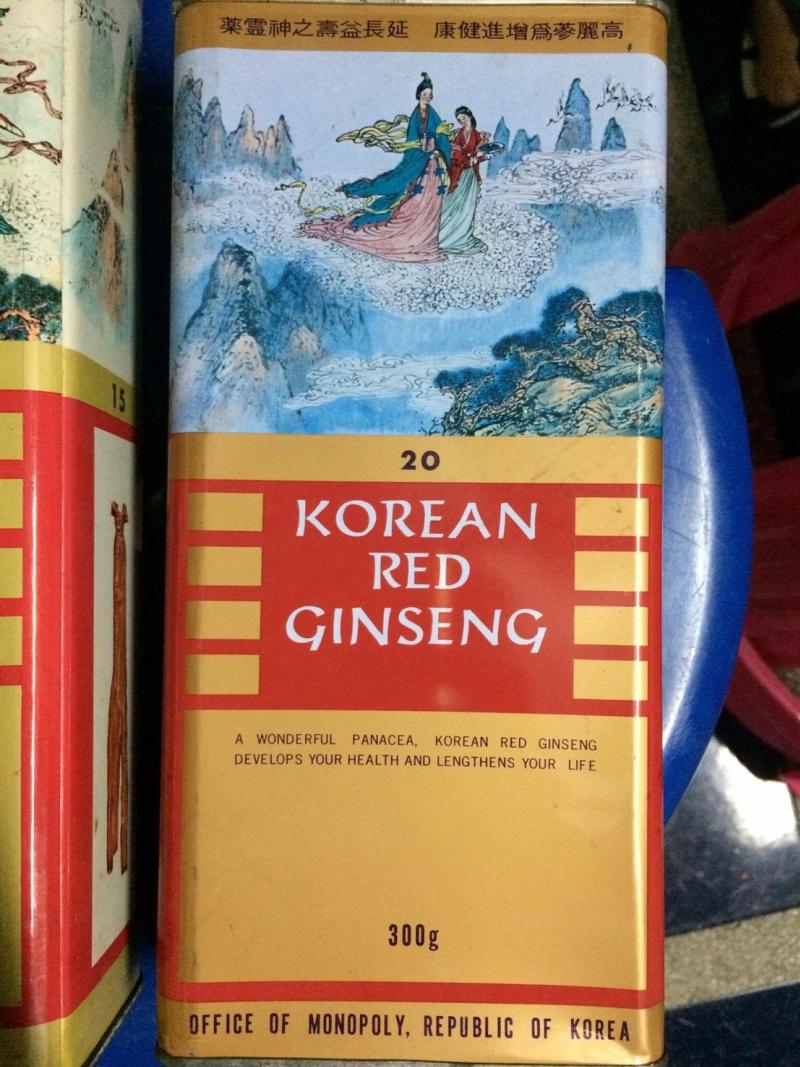 高麗蔘爲增進健康 延長益壽之神霊薬
20
KOREAN
RED
GINSENG
A WONDERFUL PANACEA, KOREAN RED GINSENG
DEVELOPS YOUR HEALTH AND LENGTHENS YOUR LIFE
300g
OFFICE OF MONOPOLY, REPUBLIC OF KOREA
15